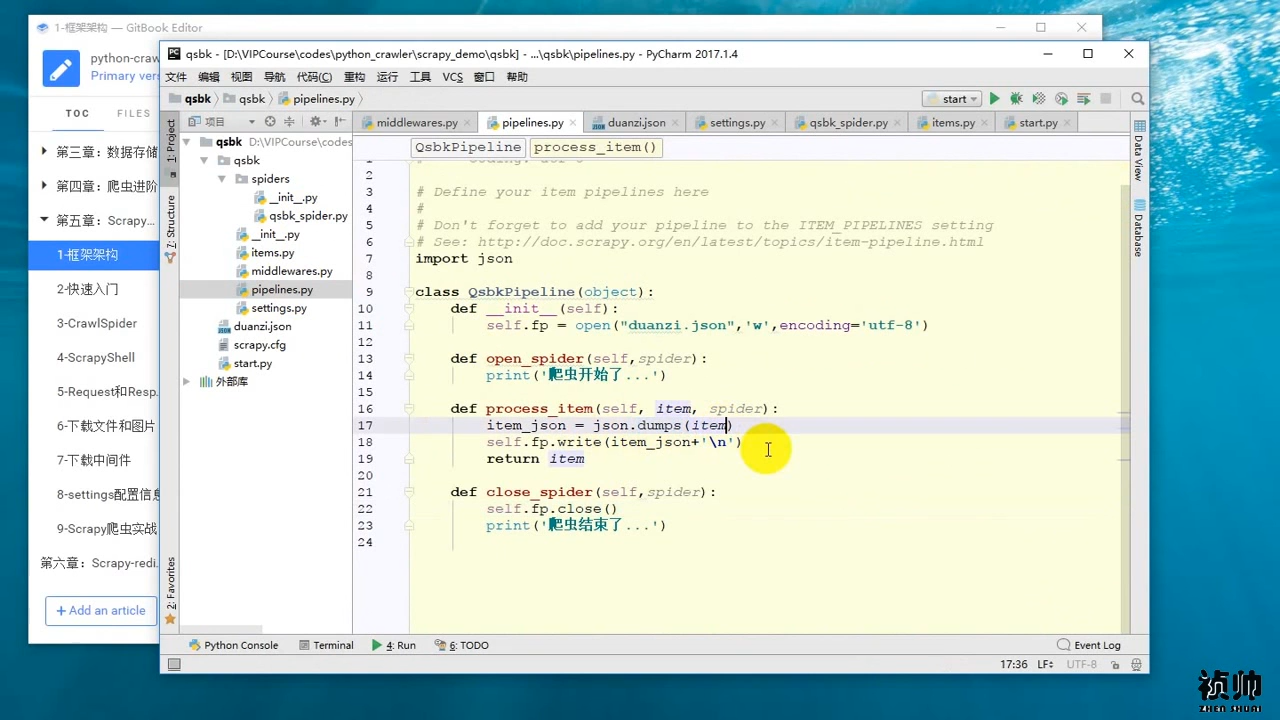 1-框架架构 — GitBook Editor
python-craw
Primary vers
TOC
FILES
第三章：数据存储
第四章：爬虫进阶
第五章：Scrapy...
1-框架架构
2-快速入门
3-CrawlSpider
4-ScrapyShell
5-Request和Resp.
6-下载文件和图片
7-下载中间件
8-settings配置信息
9-Scrapy爬虫实战
第六章：Scrapy-redi
+ Add an article
qsbk - [D:\VIPCourse\codes\python_crawler\scrapy_demo\qsbk] - ...\qsbk\pipelines.py - PyCharm 2017.1.4
文件 编辑 视图 导航 代码(C) 重构 运行 工具 VCS 窗口 帮助
qsbk qsbk pipelines.py
start
项目
middlewares.py pipelines.py duanzi.json settings.py qsbk_spider.py items.py start.py
1: Project
7: Structure
2: Favorites
qsbk D:\VIPCourse\codes
qsbk
spiders
_init_.py
qsbk_spider.py
_init_.py
items.py
middlewares.py
pipelines.py
settings.py
duanzi.json
scrapy.cfg
start.py
外部库
QsbkPipeline process_item()
1
2
3 # Define your item pipelines here
4 #
5 # Don't forget to add your pipeline to the ITEM_PIPELINES setting
6 # See: http://doc.scrapy.org/en/latest/topics/item-pipeline.html
7 import json
8
9 class QsbkPipeline(object):
10 def __init__(self):
11 self.fp = open("duanzi.json",'w',encoding='utf-8')
12
13 def open_spider(self,spider):
14 print('爬虫开始了...')
15
16 def process_item(self, item, spider):
17 item_json = json.dumps(item)
18 self.fp.write(item_json+'\n')
19 return item
20
21 def close_spider(self,spider):
22 self.fp.close()
23 print('爬虫结束了...')
24
Data View
Database
Python Console Terminal 4: Run 6: TODO Event Log
17:36 LF÷ UTF-8
祯帅
ZHEN SHUAI